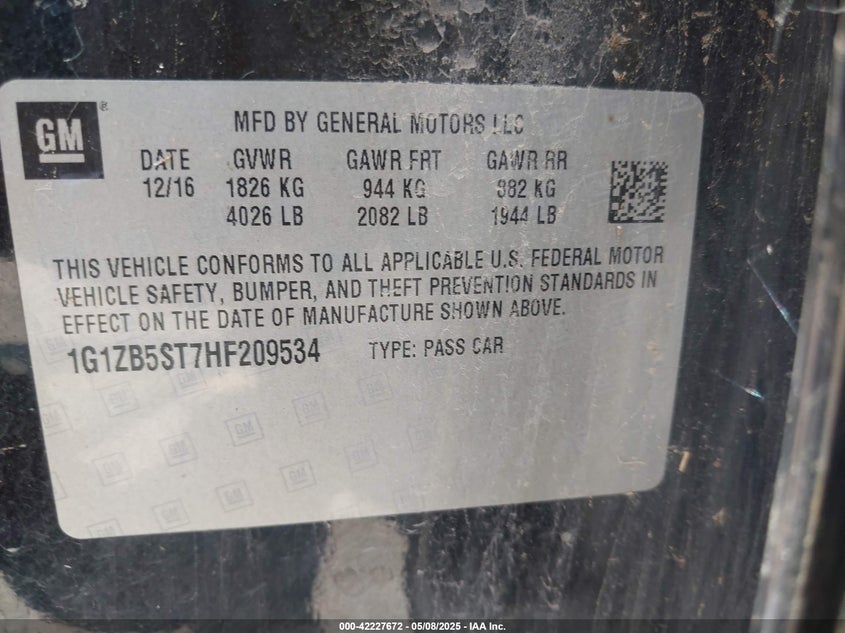 GM ®
MFD BY GENERAL MOTORS LLC
DATE GVWR GAWR FRT GAWR RR
12/16 1826 KG 944 KG 882 KG
4026 LB 2082 LB 1944 LB
THIS VEHICLE CONFORMS TO ALL APPLICABLE U.S. FEDERAL MOTOR
VEHICLE SAFETY, BUMPER, AND THEFT PREVENTION STANDARDS IN
EFFECT ON THE DATE OF MANUFACTURE SHOWN ABOVE.
1G1ZB5ST7HF209534 TYPE: PASS CAR
000-42227672 - 05/08/2025 - IAA Inc.